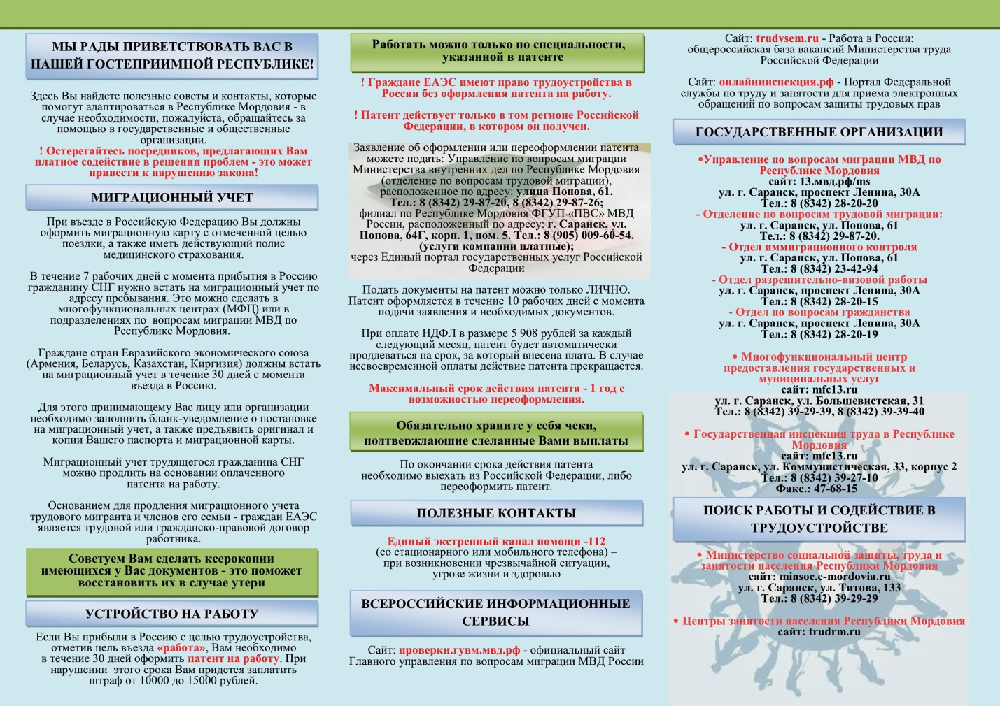 МЫ РАДЫ ПРИВЕТСТВОВАТЬ ВАС В
НАШЕЙ ГОСТЕПРИИМНОЙ РЕСПУБЛИКЕ!
Здесь Вы найдете полезные советы и контакты, которые
помогут адаптироваться в Республике Мордовия - в
случае необходимости, пожалуйста, обращайтесь за
помощью в государственные и общественные
организации.
! Остерегайтесь посредников, предлагающих Вам
платное содействие в решении проблем - это может
привести к нарушению закона!
МИГРАЦИОННЫЙ УЧЕТ
При въезде в Российскую Федерацию Вы должны
оформить миграционную карту с отмеченной целью
поездки, а также иметь действующий полис
медицинского страхования.
В течение 7 рабочих дней с момента прибытия в Россию
гражданину СНГ нужно встать на миграционный учет по
адресу пребывания. Это можно сделать в
многофункциональных центрах (МФЦ) или в
подразделениях по вопросам миграции МВД по
Республике Мордовия.
Граждане стран Евразийского экономического союза
(Армения, Беларусь, Казахстан, Киргизия) должны встать
на миграционный учет в течение 30 дней с момента
въезда в Россию.
Для этого принимающему Вас лицу или организации
необходимо заполнить бланк-уведомление о постановке
на миграционный учет, а также предъявить оригинал и
копии Вашего паспорта и миграционной карты.
Миграционный учет трудящегося гражданина СНГ
можно продлить на основании оплаченного
патента на работу.
Основанием для продления миграционного учета
трудового мигранта и членов его семьи - граждан ЕАЭС
является трудовой или гражданско-правовой договор
работника.
Советуем Вам сделать ксерокопии
имеющихся у Вас документов - это поможет
восстановить их в случае утери
УСТРОЙСТВО НА РАБОТУ
Если Вы прибыли в Россию с целью трудоустройства,
отметив цель въезда «работа», Вам необходимо
в течение 30 дней оформить патент на работу. При
нарушении этого срока Вам придется заплатить
штраф от 10000 до 15000 рублей.
Работать можно только по специальности,
указанной в патенте
! Граждане ЕАЭС имеют право трудоустройства в
России без оформления патента на работу.
! Патент действует только в том регионе Российской
Федерации, в котором он получен.
Заявление об оформлении или переоформлении патента
можете подать: Управление по вопросам миграции
Министерства внутренних дел по Республике Мордовия
(отделение по вопросам трудовой миграции),
расположенное по адресу: улица Попова, 61.
Тел.: 8 (8342) 29-87-20, 8 (8342) 29-87-26;
филиал по Республике Мордовия ФГУП «ПВС» МВД
России, расположенный по адресу: г. Саранск, ул.
Попова, 64Г, корп. 1, пом. 5. Тел.: 8 (905) 009-60-54.
(услуги компании платные);
через Единый портал государственных услуг Российской
Федерации
Подать документы на патент можно только ЛИЧНО.
Патент оформляется в течение 10 рабочих дней с момента
подачи заявления и необходимых документов.
При оплате НДФЛ в размере 5 908 рублей за каждый
следующий месяц, патент будет автоматически
продлеваться на срок, за который внесена плата. В случае
несвоевременной оплаты действие патента прекращается.
Максимальный срок действия патента - 1 год с
возможностью переоформления.
Обязательно храните у себя чеки,
подтверждающие сделанные Вами выплаты
По окончании срока действия патента
необходимо выехать из Российской Федерации, либо
переоформить патент.
ПОЛЕЗНЫЕ КОНТАКТЫ
Единый экстренный канал помощи -112
(со стационарного или мобильного телефона) –
при возникновении чрезвычайной ситуации,
угрозе жизни и здоровью
ВСЕРОССИЙСКИЕ ИНФОРМАЦИОННЫЕ
СЕРВИСЫ
Сайт: проверки.гувм.мвд.рф - официальный сайт
Главного управления по вопросам миграции МВД России
Сайт: trudvsem.ru - Работа в России:
общероссийская база вакансий Министерства труда
Российской Федерации
Сайт: онлайнинспекция.рф - Портал Федеральной
службы по труду и занятости для приема электронных
обращений по вопросам защиты трудовых прав
ГОСУДАРСТВЕННЫЕ ОРГАНИЗАЦИИ
•Управление по вопросам миграции МВД по
Республике Мордовия
сайт: 13.мвд.рф/ms
ул. г. Саранск, проспект Ленина, 30А
Тел.: 8 (8342) 28-20-20
- Отделение по вопросам трудовой миграции:
ул. г. Саранск, ул. Попова, 61
Тел.: 8 (8342) 29-87-20.
- Отдел иммиграционного контроля
ул. г. Саранск, ул. Попова, 61
Тел.: 8 (8342) 23-42-94
- Отдел разрешительно-визовой работы
ул. г. Саранск, проспект Ленина, 30А
Тел.: 8 (8342) 28-20-15
- Отдел по вопросам гражданства
ул. г. Саранск, проспект Ленина, 30А
Тел.: 8 (8342) 28-20-19
• Многофункциональный центр
предоставления государственных и
муниципальных услуг
сайт: mfc13.ru
ул. г. Саранск, ул. Большевистская, 31
Тел.: 8 (8342) 39-29-39, 8 (8342) 39-39-40
• Государственная инспекция труда в Республике
Мордовия
сайт: mfc13.ru
ул. г. Саранск, ул. Коммунистическая, 33, корпус 2
Тел.: 8 (8342) 39-27-10
Факс.: 47-68-15
ПОИСК РАБОТЫ И СОДЕЙСТВИЕ В
ТРУДОУСТРОЙСТВЕ
• Министерство социальной защиты, труда и
занятости населения Республики Мордовия
сайт: minsoc.e-mordovia.ru
ул. г. Саранск, ул. Титова, 133
Тел.: 8 (8342) 39-29-29
• Центры занятости населения Республики Мордовия
сайт: trudrm.ru